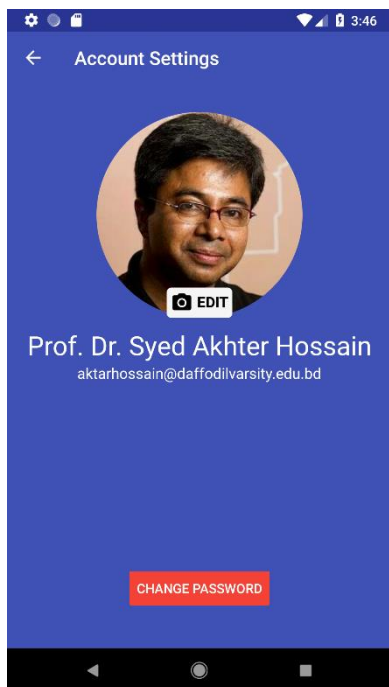 3:46
Account Settings
EDIT
Prof. Dr. Syed Akhter Hossain
aktarhossain@daffodilvarsity.edu.bd
CHANGE PASSWORD